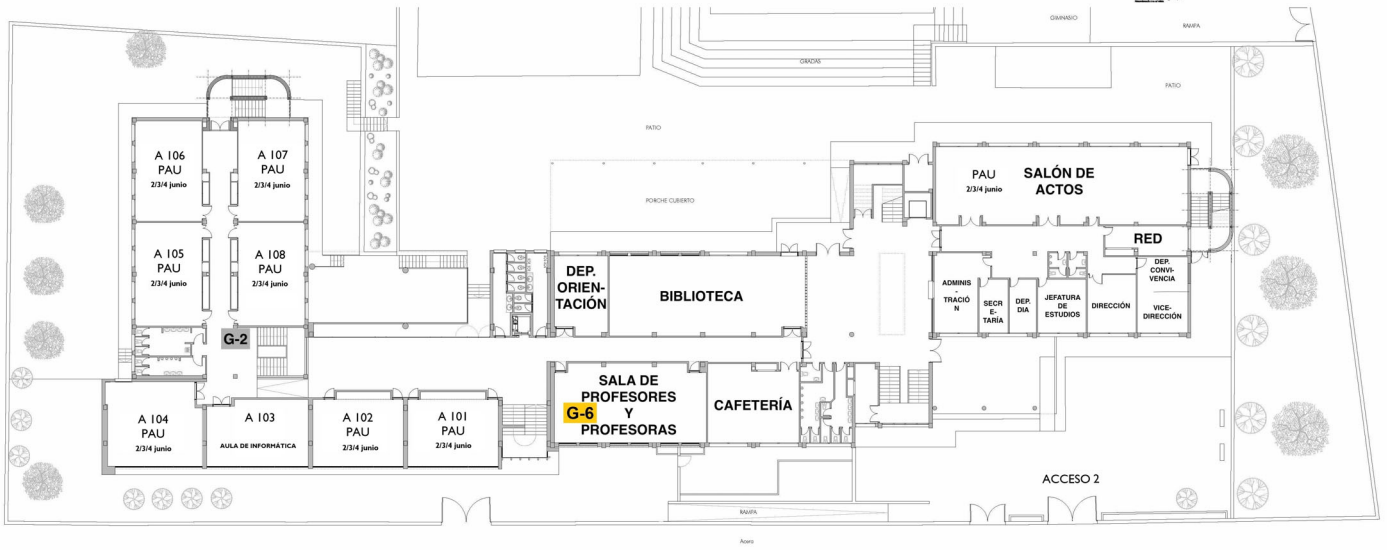 GIMNASIO
RAMPA
GRADAS
PATIO
PATIO
A 106
PAU
2/3/4 junio
A 107
PAU
2/3/4 junio
PAU
2/3/4 junio
SALÓN DE
ACTOS
PORCHE CUBIERTO
A 105
PAU
2/3/4 junio
A 108
PAU
2/3/4 junio
RED
DEP.
ORIEN-
TACIÓN
BIBLIOTECA
ADMINIS
- TRACIÓ
N
SECR
E-
TARÍA
DEP.
DIA
JEFATURA
DE
ESTUDIOS
DIRECCIÓN
DEP.
CONVI-
VENCIA
VICE-
DIRECCIÓN
G-2
SALA DE
PROFESORES
Y
PROFESORAS
G-6
CAFETERÍA
A 104
PAU
2/3/4 junio
A 103
AULA DE INFORMÁTICA
A 102
PAU
2/3/4 junio
A 101
PAU
2/3/4 junio
ACCESO 2
RAMPA
Acera